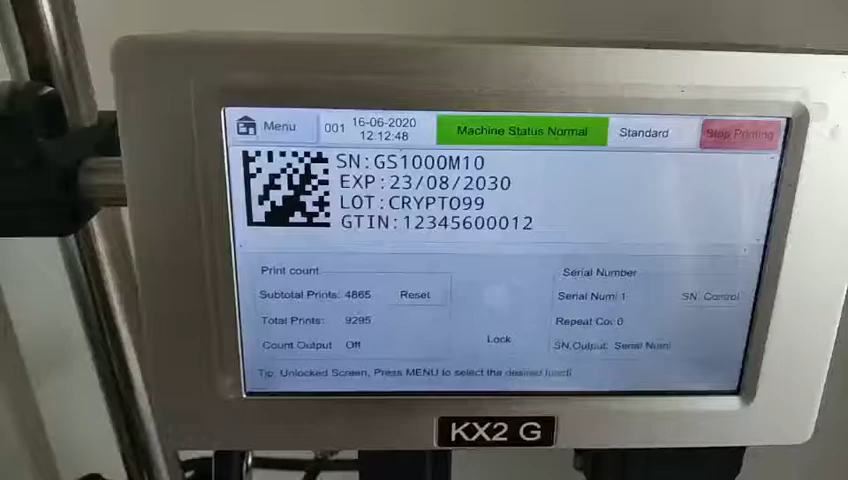 Menu 001 16-06-2020 12:12:48 Machine Status Normal Standard Stop Printing
SN:GS1000M10
EXP:23/08/2030
LOT:CRYPTO99
GTIN:12345600012
Print count
Serial Number
Subtotal Prints: 4865 Reset
Serial Num 1 SN. Control
Total Prints: 9295
Repeat Co 0
Lock
Count Output Off
SN.Output: Serial Numl
Tip: Unlocked Screen, Press MENU to select the desired functi
KX2 G